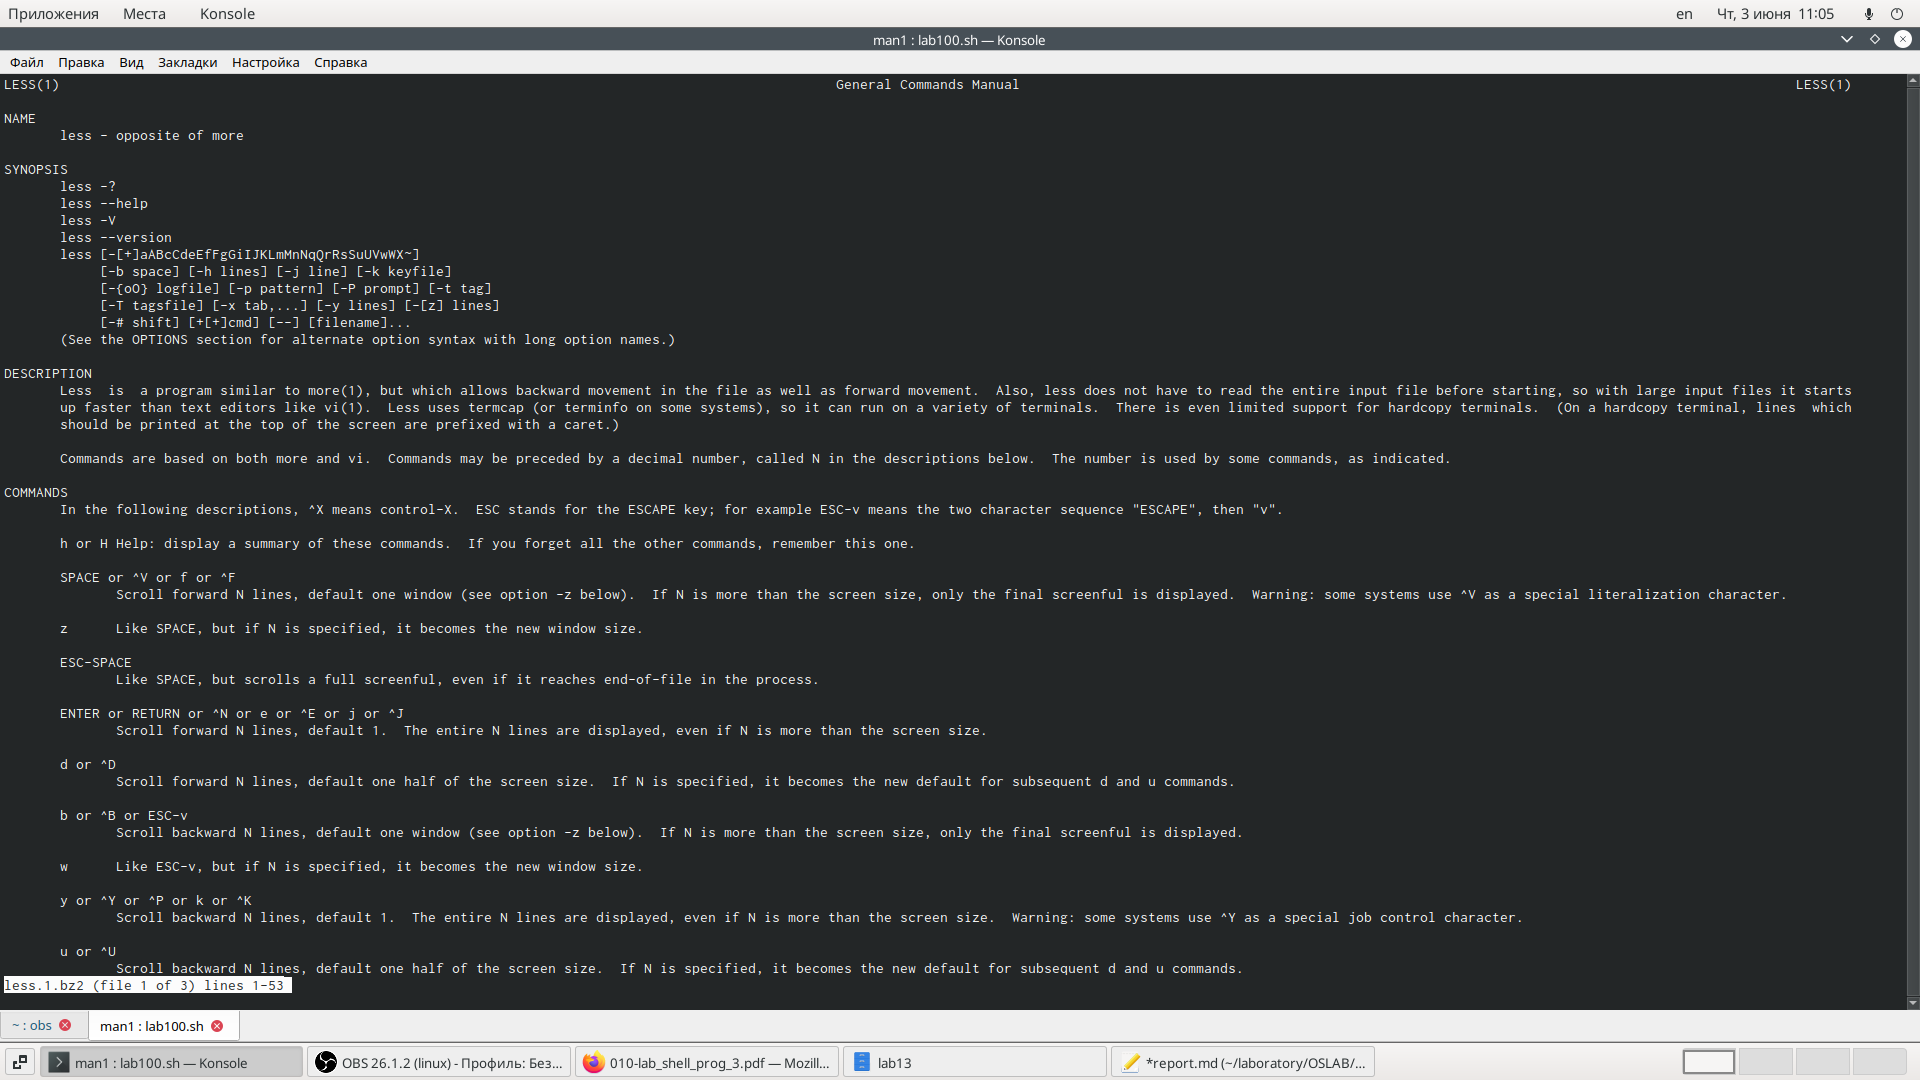 Приложения Места Konsole en Чт, 3 июня 11:05
man1 : lab100.sh — Konsole
Файл Правка Вид Закладки Настройка Справка
LESS(1) General Commands Manual LESS(1)
NAME
less - opposite of more
SYNOPSIS
less -?
less --help
less -V
less --version
less [-[+]aABcCdeEfFgGiIJKLmMnNqQrRsSuUVwWX~]
[-b space] [-h lines] [-j line] [-k keyfile]
[-{oO} logfile] [-p pattern] [-P prompt] [-t tag]
[-T tagsfile] [-x tab,...] [-y lines] [-[z] lines]
[-# shift] [+[+]cmd] [--] [filename]...
(See the OPTIONS section for alternate option syntax with long option names.)
DESCRIPTION
Less is a program similar to more(1), but which allows backward movement in the file as well as forward movement. Also, less does not have to read the entire input file before starting, so with large input files it starts
up faster than text editors like vi(1). Less uses termcap (or terminfo on some systems), so it can run on a variety of terminals. There is even limited support for hardcopy terminals. (On a hardcopy terminal, lines which
should be printed at the top of the screen are prefixed with a caret.)
Commands are based on both more and vi. Commands may be preceded by a decimal number, called N in the descriptions below. The number is used by some commands, as indicated.
COMMANDS
In the following descriptions, ^X means control-X. ESC stands for the ESCAPE key; for example ESC-v means the two character sequence "ESCAPE", then "v".
h or H Help: display a summary of these commands. If you forget all the other commands, remember this one.
SPACE or ^V or f or ^F
Scroll forward N lines, default one window (see option -z below). If N is more than the screen size, only the final screenful is displayed. Warning: some systems use ^V as a special literalization character.
z Like SPACE, but if N is specified, it becomes the new window size.
ESC-SPACE
Like SPACE, but scrolls a full screenful, even if it reaches end-of-file in the process.
ENTER or RETURN or ^N or e or ^E or j or ^J
Scroll forward N lines, default 1. The entire N lines are displayed, even if N is more than the screen size.
d or ^D
Scroll forward N lines, default one half of the screen size. If N is specified, it becomes the new default for subsequent d and u commands.
b or ^B or ESC-v
Scroll backward N lines, default one window (see option -z below). If N is more than the screen size, only the final screenful is displayed.
w Like ESC-v, but if N is specified, it becomes the new window size.
y or ^Y or ^P or k or ^K
Scroll backward N lines, default 1. The entire N lines are displayed, even if N is more than the screen size. Warning: some systems use ^Y as a special job control character.
u or ^U
Scroll backward N lines, default one half of the screen size. If N is specified, it becomes the new default for subsequent d and u commands.
less.1.bz2 (file 1 of 3) lines 1-53
~ : obs man1 : lab100.sh
man1 : lab100.sh — Konsole OBS 26.1.2 (linux) - Профиль: Без... 010-lab_shell_prog_3.pdf — Mozill... lab13 *report.md (~/laboratory/OSLAB/...